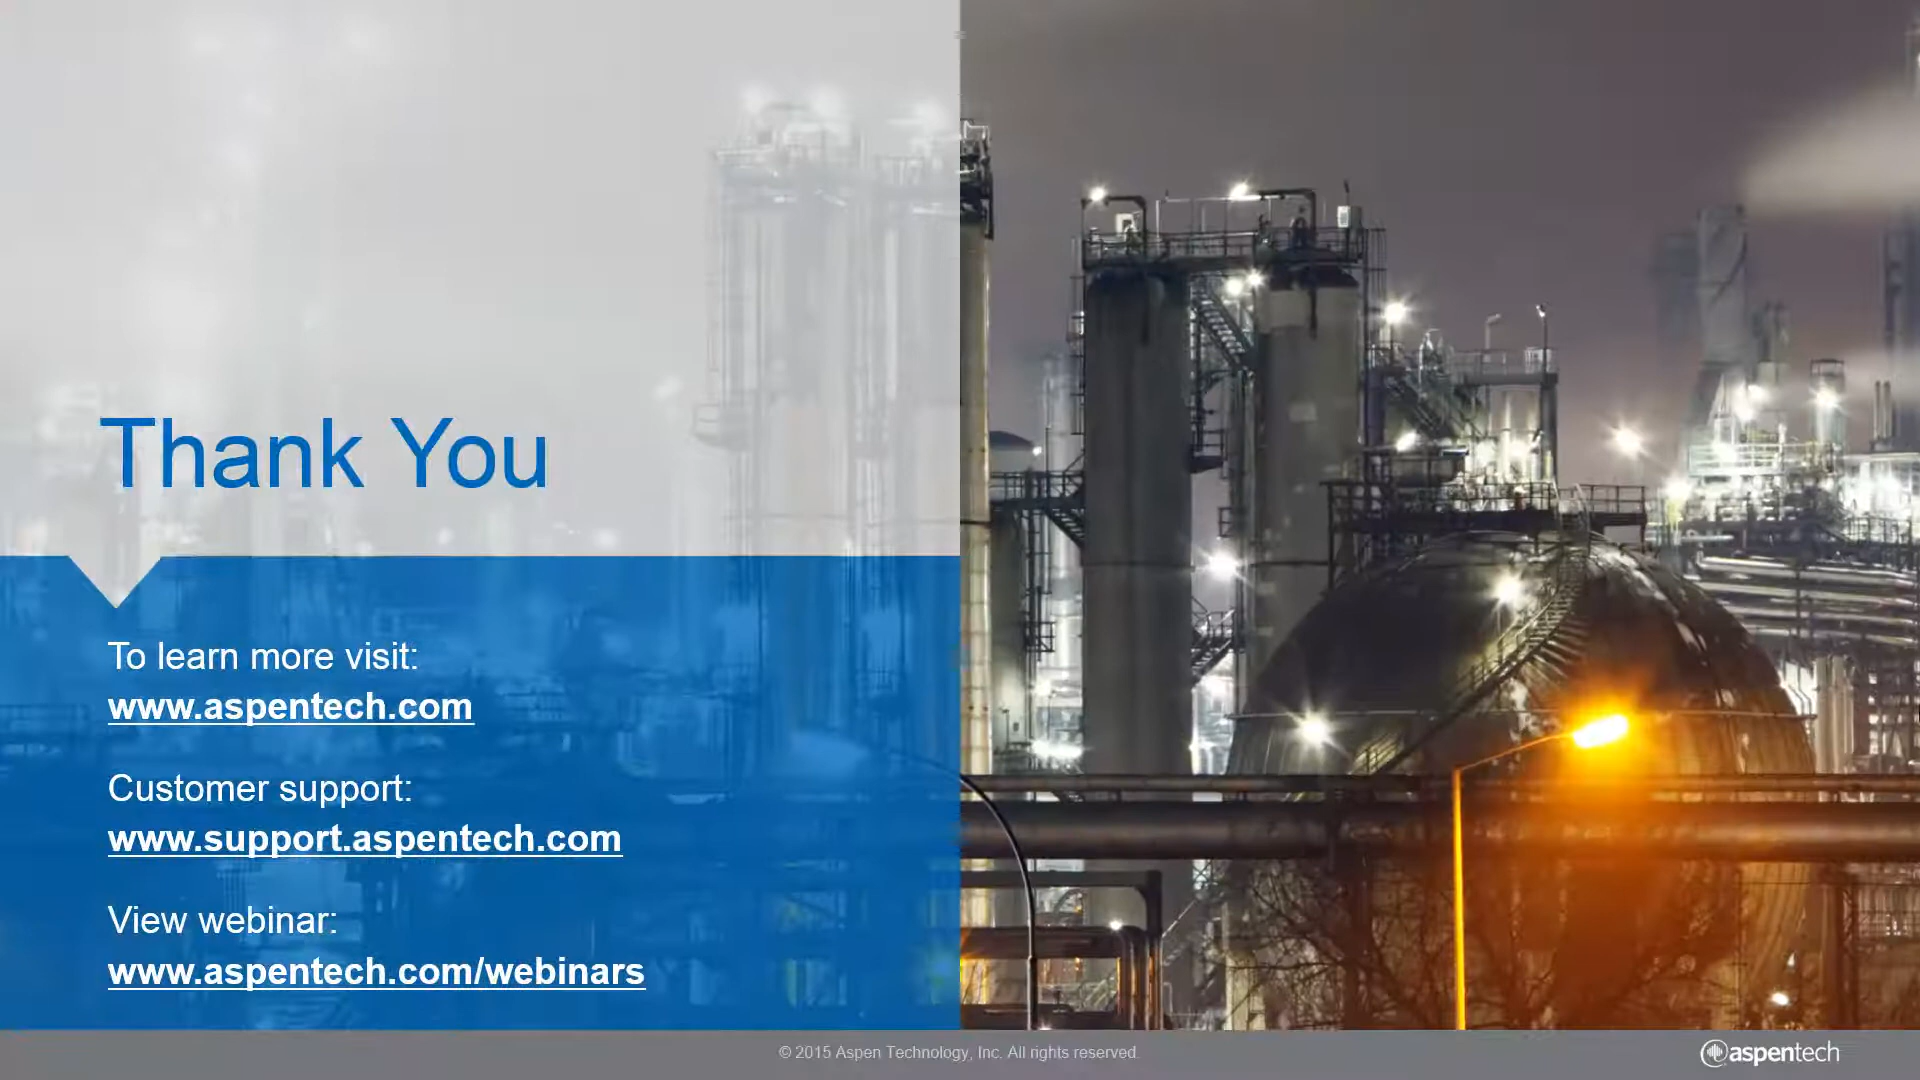 Thank You
To learn more visit:
www.aspentech.com
Customer support:
www.support.aspentech.com
View webinar:
www.aspentech.com/webinars
© 2015 Aspen Technology, Inc. All rights reserved.
aspentech